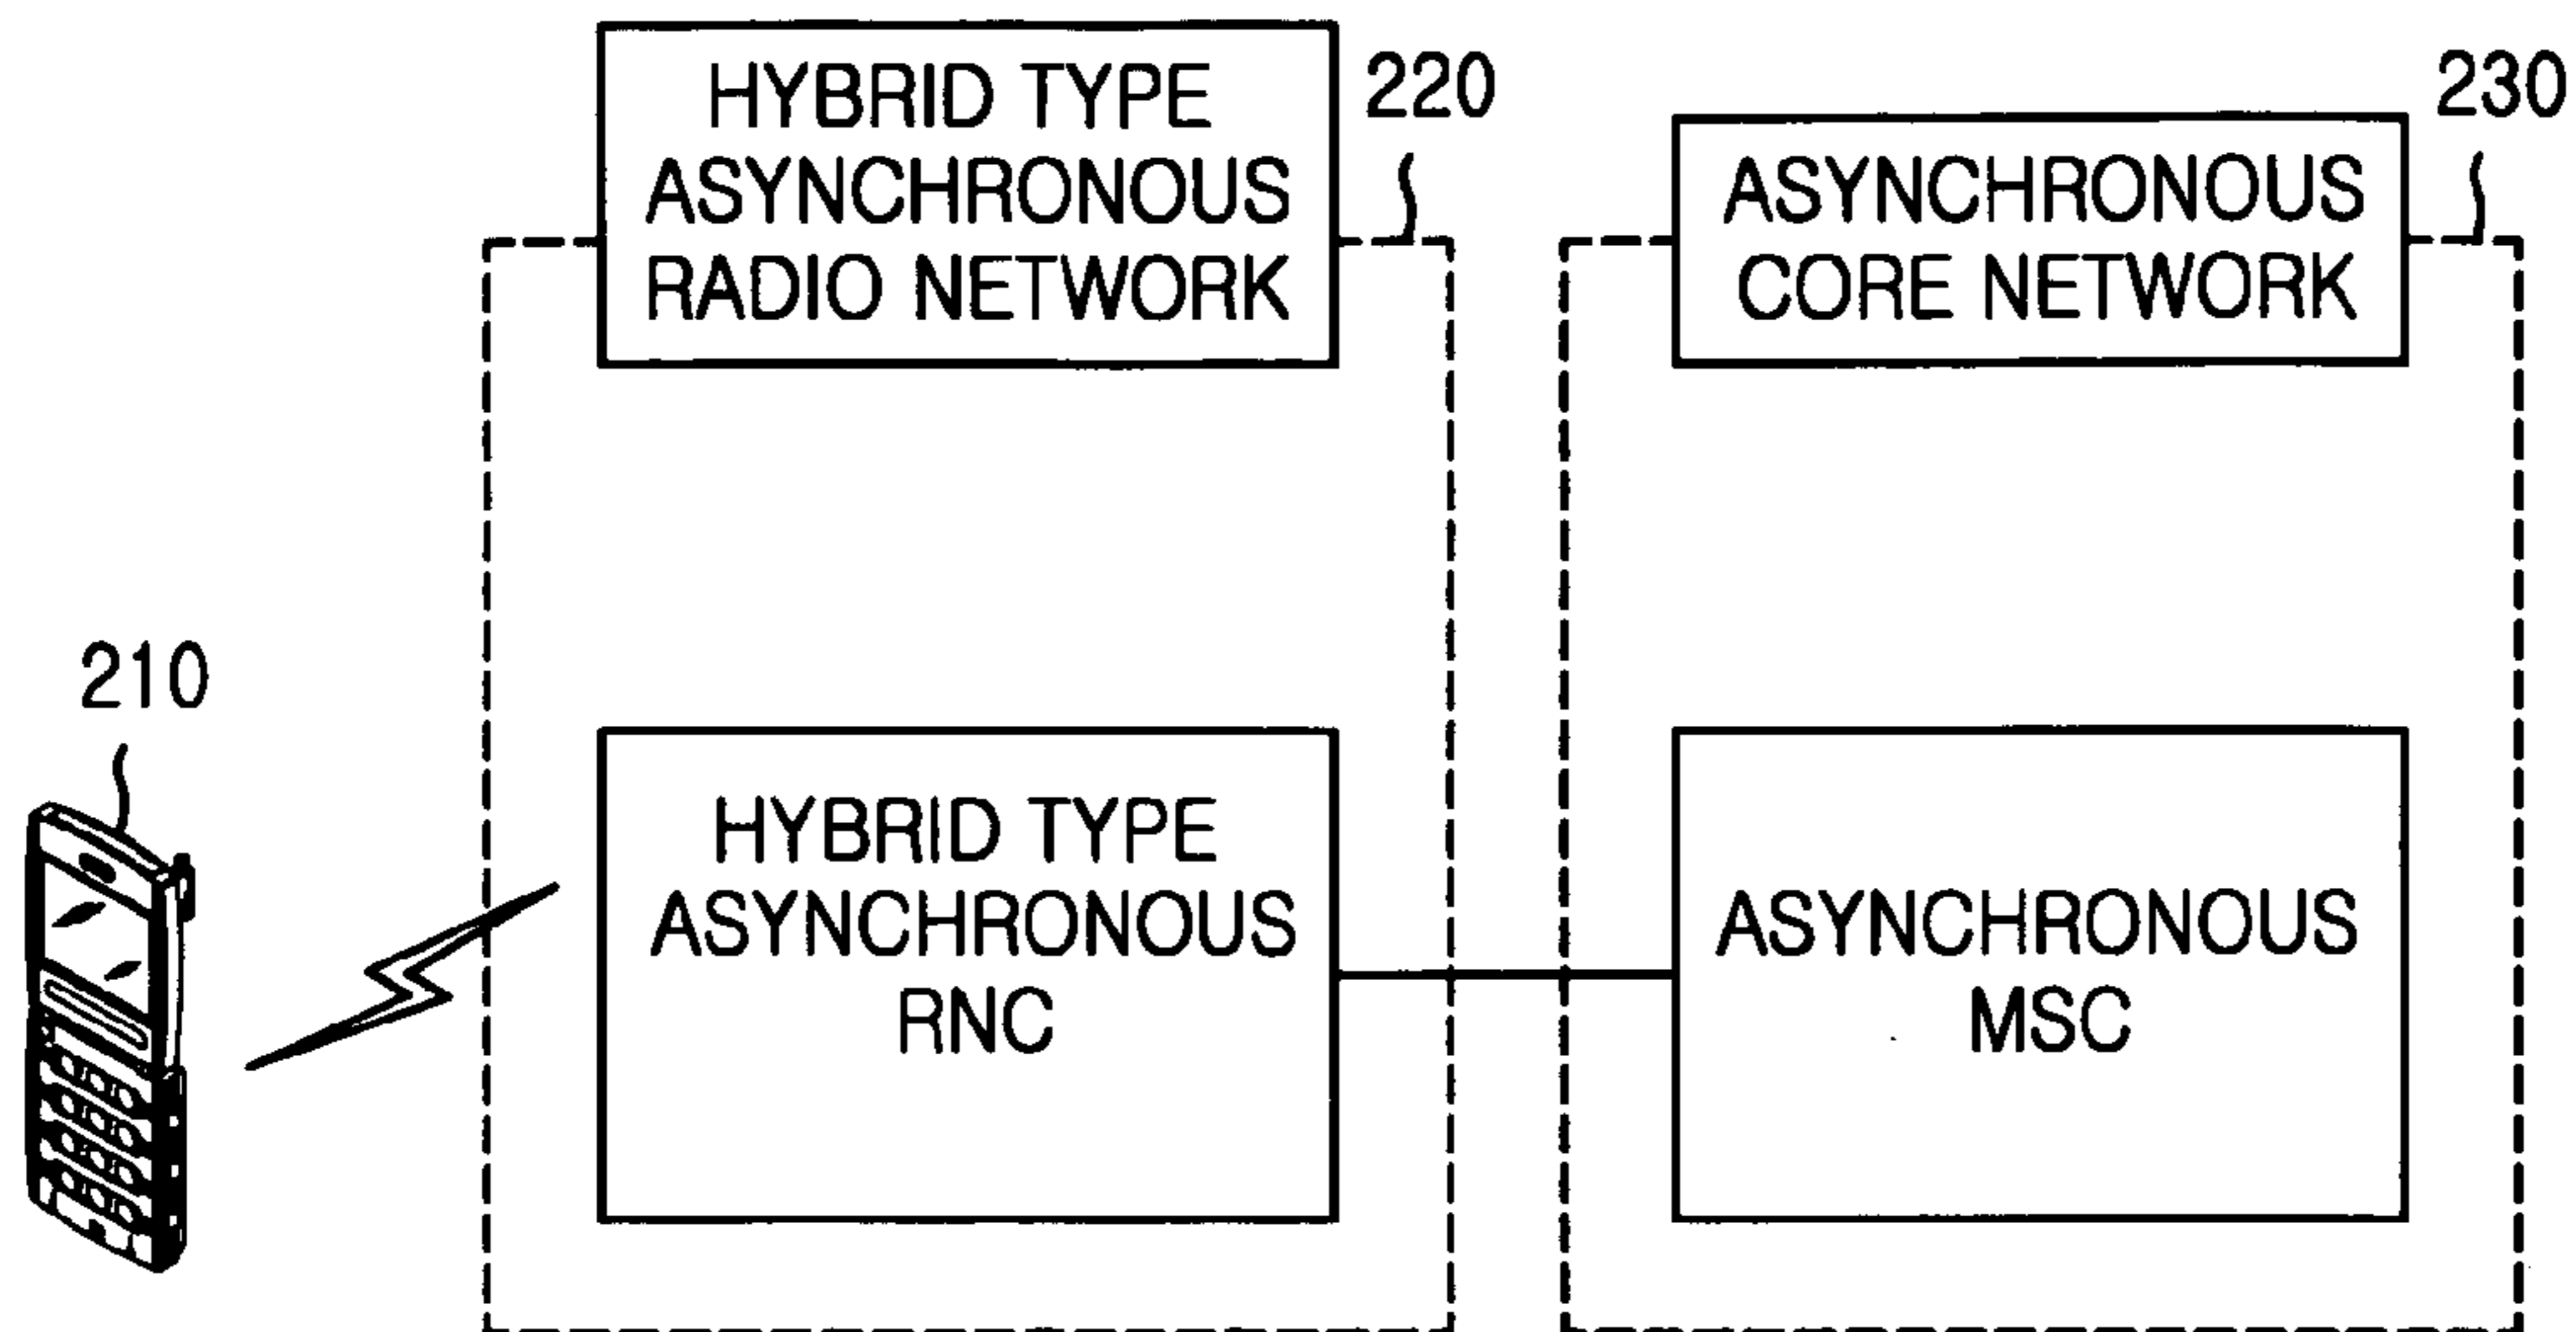 HYBRID TYPE
ASYNCHRONOUS
RADIO NETWORK
220
ASYNCHRONOUS
CORE NETWORK
230
210
HYBRID TYPE
ASYNCHRONOUS
RNC
ASYNCHRONOUS
MSC